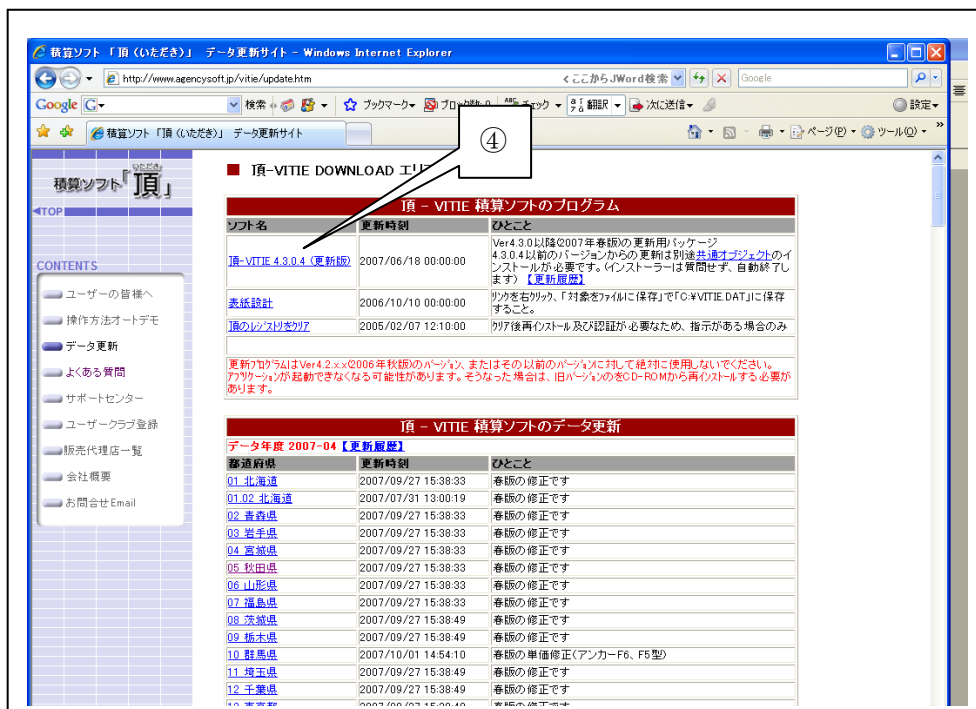 積算ソフト 「頂（いただき）」 データ更新サイト - Windows Internet Explorer
http://www.agencysoft.jp/vitie/update.htm
<ここからJWord検索
Google
Google
検索
ブックマーク
チェック
翻訳
次に送信
設定
積算ソフト 「頂（いただき）」 データ更新サイト
ページ(P)
ツール(O)
④
積算ソフト「頂」
いただき
TOP
CONTENTS
ユーザーの皆様へ
操作方法オートデモ
データ更新
よくある質問
サポートセンター
ユーザークラブ登録
販売代理店一覧
会社概要
お問合せEmail
頂-VITIE DOWNLOAD エリ
頂 - VITIE 積算ソフトのプログラム
ソフト名 更新時刻 ひとこと
頂-VITIE 4.3.0.4 （更新版） 2007/06/18 00:00:00
Ver4.3.0以降(2007年春版)の更新用パッケージ
4.3.0.4以前のバージョンからの更新は別途共通オブジェクトのイ
ンストールが必要です。（インストーラーは質問せず、自動終了し
ます） 【更新履歴】
表紙設計 2006/10/10 00:00:00
リンクを右クリック、「対象をファイルに保存」で「C:¥VITIE.DAT」に保存
すること。
頂のレジストリをクリア 2005/02/07 12:10:00 クリア後再インストール及び認証が必要なため、指示がある場合のみ
更新プログラムはVer4.2.xx(2006年秋版)のバージョン、またはそれ以前のバージョンに対して絶対に使用しないでください。
アプリケーションが起動できなくなる可能性があります。そうなった場合は、旧バージョンのをCD-ROMから再インストールする必要が
あります。
頂 - VITIE 積算ソフトのデータ更新
データ年度 2007-04 【更新履歴】
都道府県 更新時刻 ひとこと
01 北海道 2007/09/27 15:38:33 春版の修正です
01.02 北海道 2007/07/31 13:00:19 春版の修正です
02 青森県 2007/09/27 15:38:33 春版の修正です
03 岩手県 2007/09/27 15:38:33 春版の修正です
04 宮城県 2007/09/27 15:38:33 春版の修正です
05 秋田県 2007/09/27 15:38:33 春版の修正です
06 山形県 2007/09/27 15:38:33 春版の修正です
07 福島県 2007/09/27 15:38:33 春版の修正です
08 茨城県 2007/09/27 15:38:49 春版の修正です
09 栃木県 2007/09/27 15:38:49 春版の修正です
10 群馬県 2007/10/01 14:54:10 春版の単価修正(アンカーF6、F5型)
11 埼玉県 2007/09/27 15:38:49 春版の修正です
12 千葉県 2007/09/27 15:38:49 春版の修正です